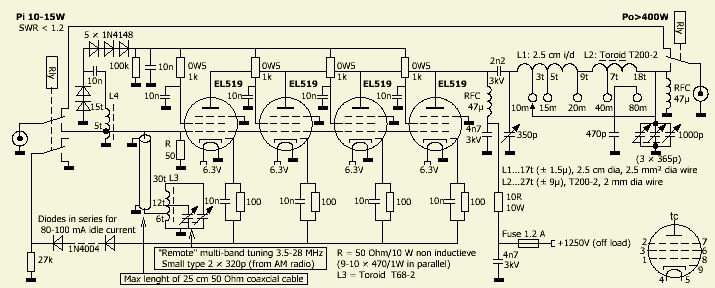 Pi 10-15W
SWR < 1.2
Po>400W
5 × 1N4148
Rly
100k
10n
0W5
1k
0W5
1k
0W5
1k
0W5
1k
2n2
3kV
L1: 2.5 cm i/d
L2: Toroid T200-2
Rly
10n
L4
15t
5t
10n
10n
10n
10n
EL519
EL519
EL519
EL519
RFC
47µ
3t
5t
9t
7t
18t
RFC
47µ
10m
15m
20m
40m
80m
4n7
3kV
350p
470p
1000p
(3 × 365p)
R
50
6.3V
6.3V
6.3V
6.3V
L1...17t (± 1.5µ), 2.5 cm dia, 2.5 mm² dia wire
L2...27t (± 9µ), T200-2, 2 mm dia wire
30t
L3
12t
6t
10n
100
10n
100
10n
100
10n
100
10R
10W
Diodes in series for
80-100 mA idle current
1N4004
27k
"Remote" multi-band tuning 3.5-28 MHz
Small type 2 × 320p (from AM radio)
Max lenght of 25 cm 50 Ohm coaxial cable
R = 50 Ohm/10 W non inductieve
(9-10 × 470/1W in parallel)
L3 = Toroid T68-2
Fuse 1.2 A
+1250V (off load)
4n7
3kV
tc
2
7
3
6
1
8
9
4
5